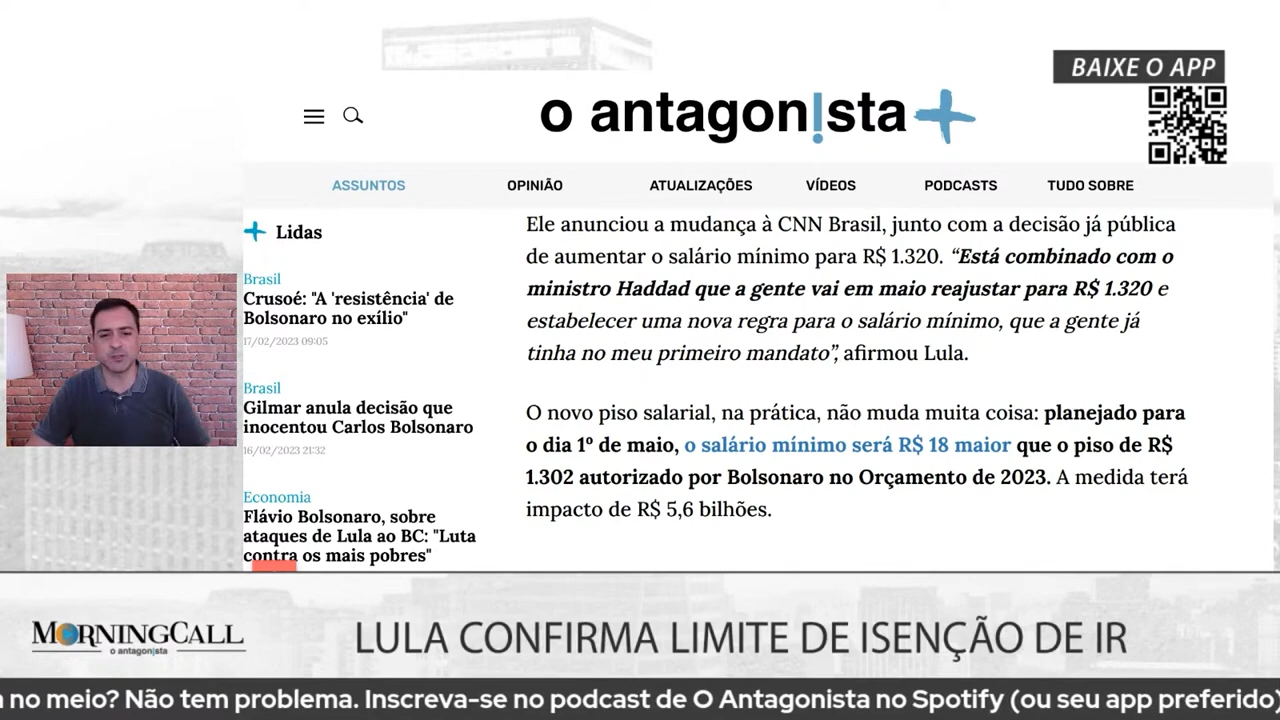 BAIXE O APP
o antagon!sta+
ASSUNTOS OPINIÃO ATUALIZAÇÕES VÍDEOS PODCASTS TUDO SOBRE
+ Lidas
Brasil
Crusoé: "A 'resistência' de
Bolsonaro no exílio"
17/02/2023 09:05
Brasil
Gilmar anula decisão que
inocentou Carlos Bolsonaro
16/02/2023 21:32
Economia
Flávio Bolsonaro, sobre
ataques de Lula ao BC: "Luta
contra os mais pobres"
Ele anunciou a mudança à CNN Brasil, junto com a decisão já pública
de aumentar o salário mínimo para R$ 1.320. “Está combinado com o
ministro Haddad que a gente vai em maio reajustar para R$ 1.320 e
estabelecer uma nova regra para o salário mínimo, que a gente já
tinha no meu primeiro mandato”, afirmou Lula.
O novo piso salarial, na prática, não muda muita coisa: planejado para
o dia 1º de maio, o salário mínimo será R$ 18 maior que o piso de R$
1.302 autorizado por Bolsonaro no Orçamento de 2023. A medida terá
impacto de R$ 5,6 bilhões.
MORNINGCALL
o antagon!sta
LULA CONFIRMA LIMITE DE ISENÇÃO DE IR
no meio? Não tem problema. Inscreva-se no podcast de O Antagonista no Spotify (ou seu app preferido)